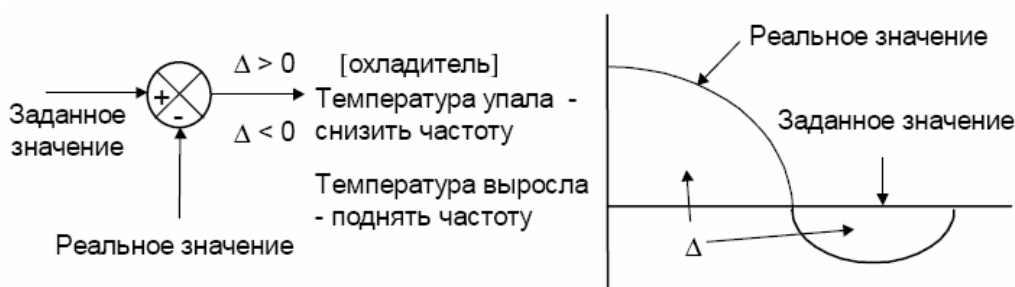 Δ > 0 [охладитель]
Заданное
значение
+
-
Δ < 0
Температура упала -
снизить частоту
Температура выросла
- поднять частоту
Реальное значение
Реальное значение
Заданное значение
Δ